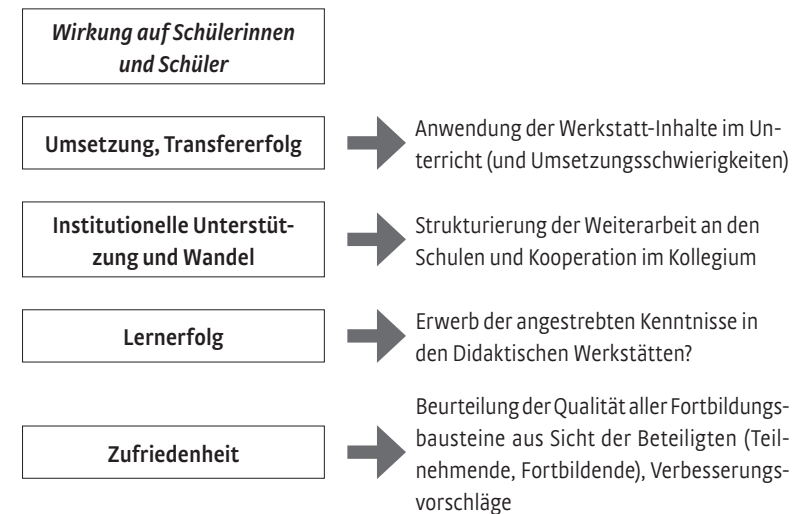 Wirkung auf Schülerinnen
und Schüler
Umsetzung, Transfererfolg
Anwendung der Werkstatt-Inhalte im Un-
terricht (und Umsetzungsschwierigkeiten)
Institutionelle Unterstüt-
zung und Wandel
Strukturierung der Weiterarbeit an den
Schulen und Kooperation im Kollegium
Lernerfolg
Erwerb der angestrebten Kenntnisse in
den Didaktischen Werkstätten?
Zufriedenheit
Beurteilung der Qualität aller Fortbildungs-
bausteine aus Sicht der Beteiligten (Teil-
nehmende, Fortbildende), Verbesserungs-
vorschläge